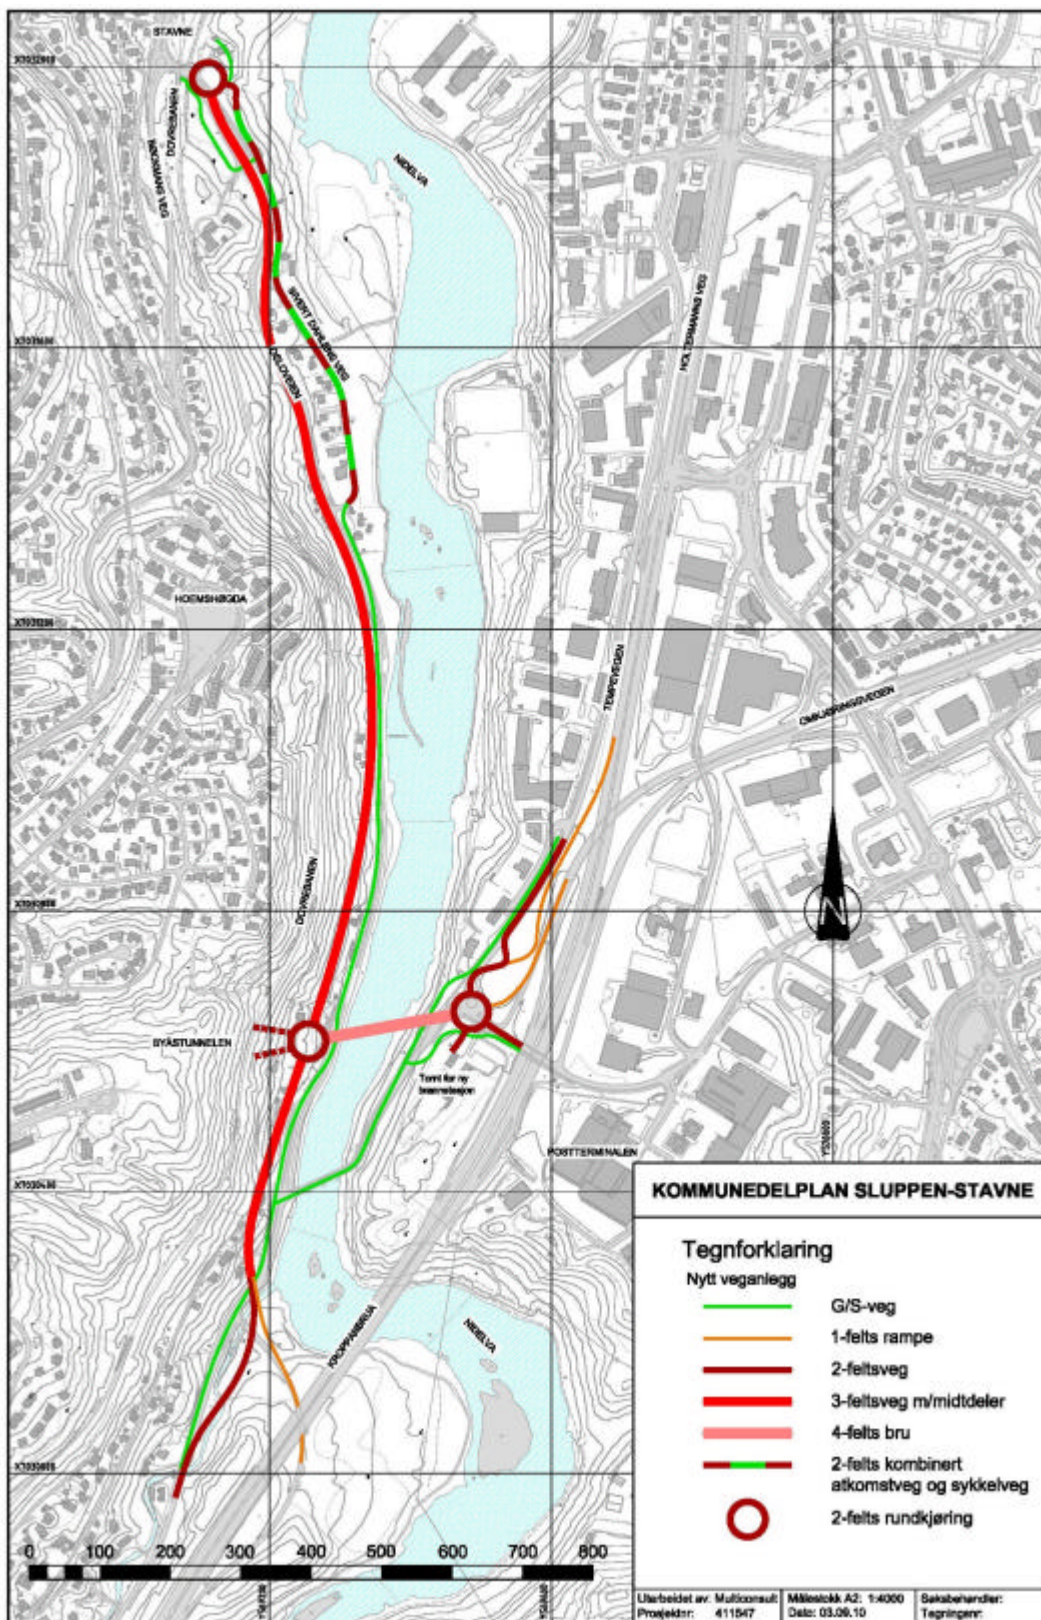 STAVNE
DOVREBANEN
NIDELVA
HOLTERMANNS VEG
SIVERT DAHLENS VEG
OSLOVEIEN
HOEMSHØGDA
TEMPEVEGEN
OMKJØRINGSVEGEN
DOVREBANEN
N
BYÅSTUNNELEN
Tomt for ny
brannstasjon
POSTTERMINALEN
KROPPANBRUA
NIDELVA
KOMMUNEDELPLAN SLUPPEN-STAVNE
Tegnforklaring
Nytt veganlegg
G/S-veg
1-felts rampe
2-feltsveg
3-feltsveg m/midtdeler
4-felts bru
2-felts kombinert
atkomstveg og sykkelveg
2-felts rundkjøring
0 100 200 300 400 500 600 700 800
Utarbeidet av: Multiconsult
Prosjektnr: 411547
Målestokk A2: 1:4000
Dato: 03.09.10
Saksbehandler:
Tegningsnr: